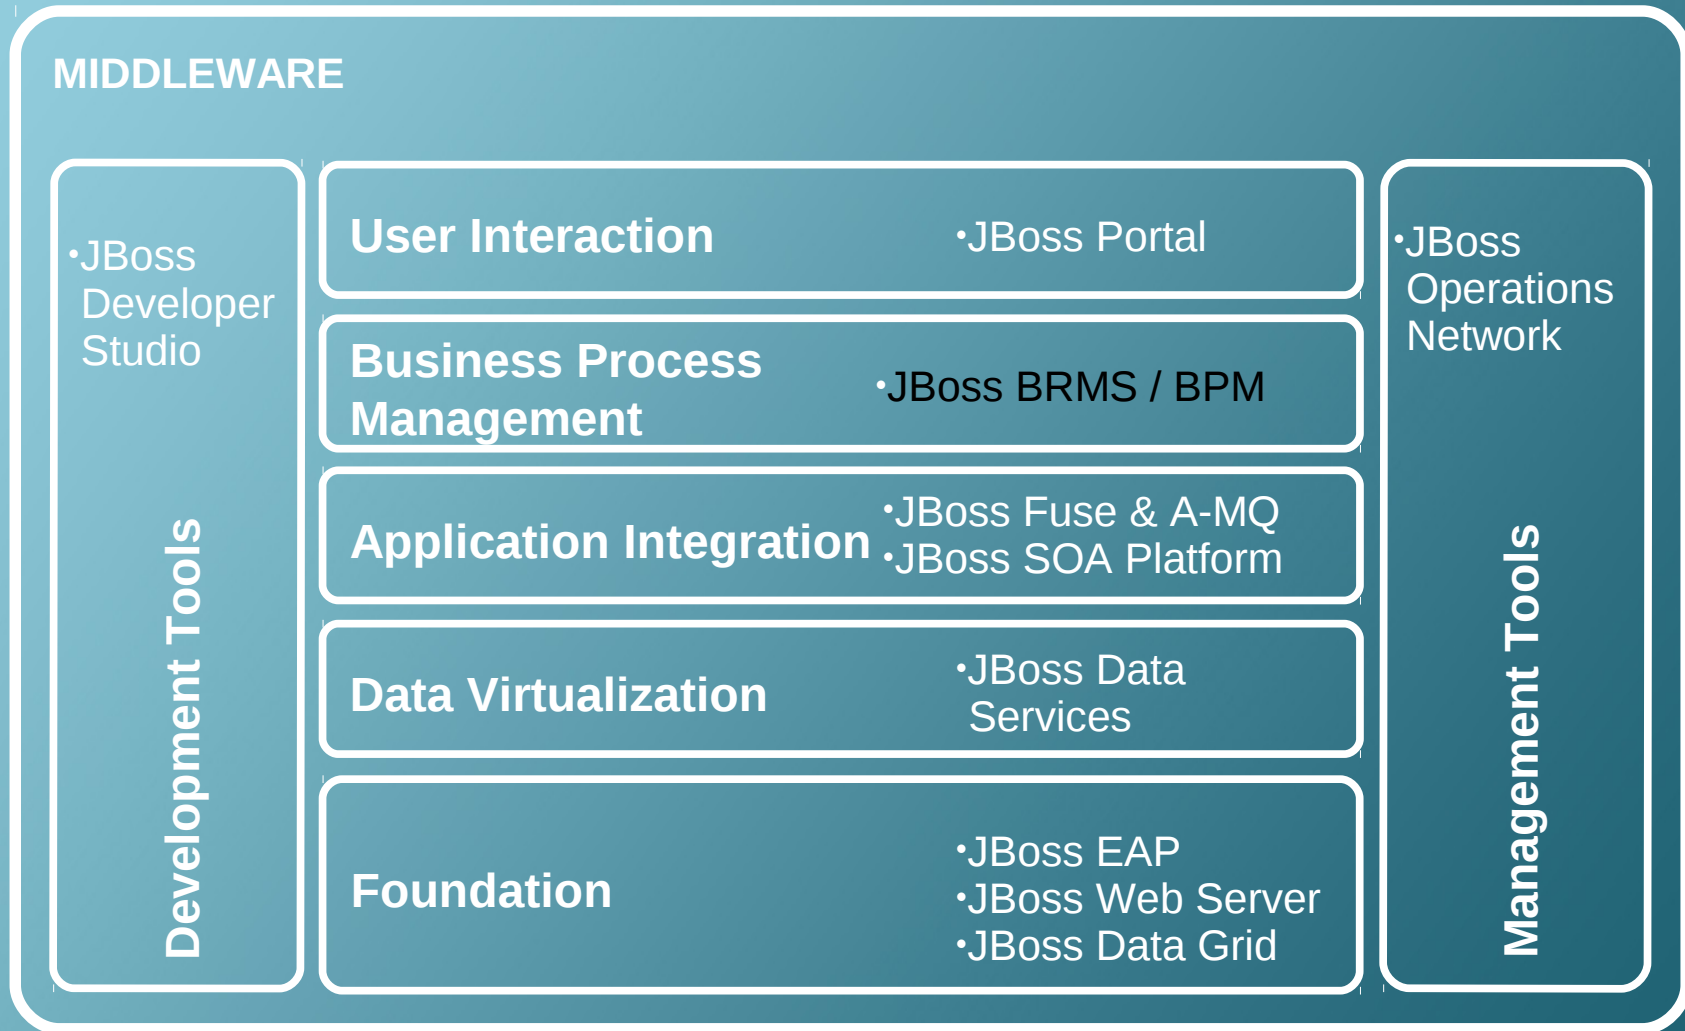 MIDDLEWARE
•JBoss
Developer
Studio
Development Tools
User Interaction
•JBoss Portal
Business Process
Management
•JBoss BRMS / BPM
Application Integration
•JBoss Fuse & A-MQ
•JBoss SOA Platform
Data Virtualization
•JBoss Data
Services
Foundation
•JBoss EAP
•JBoss Web Server
•JBoss Data Grid
•JBoss
Operations
Network
Management Tools